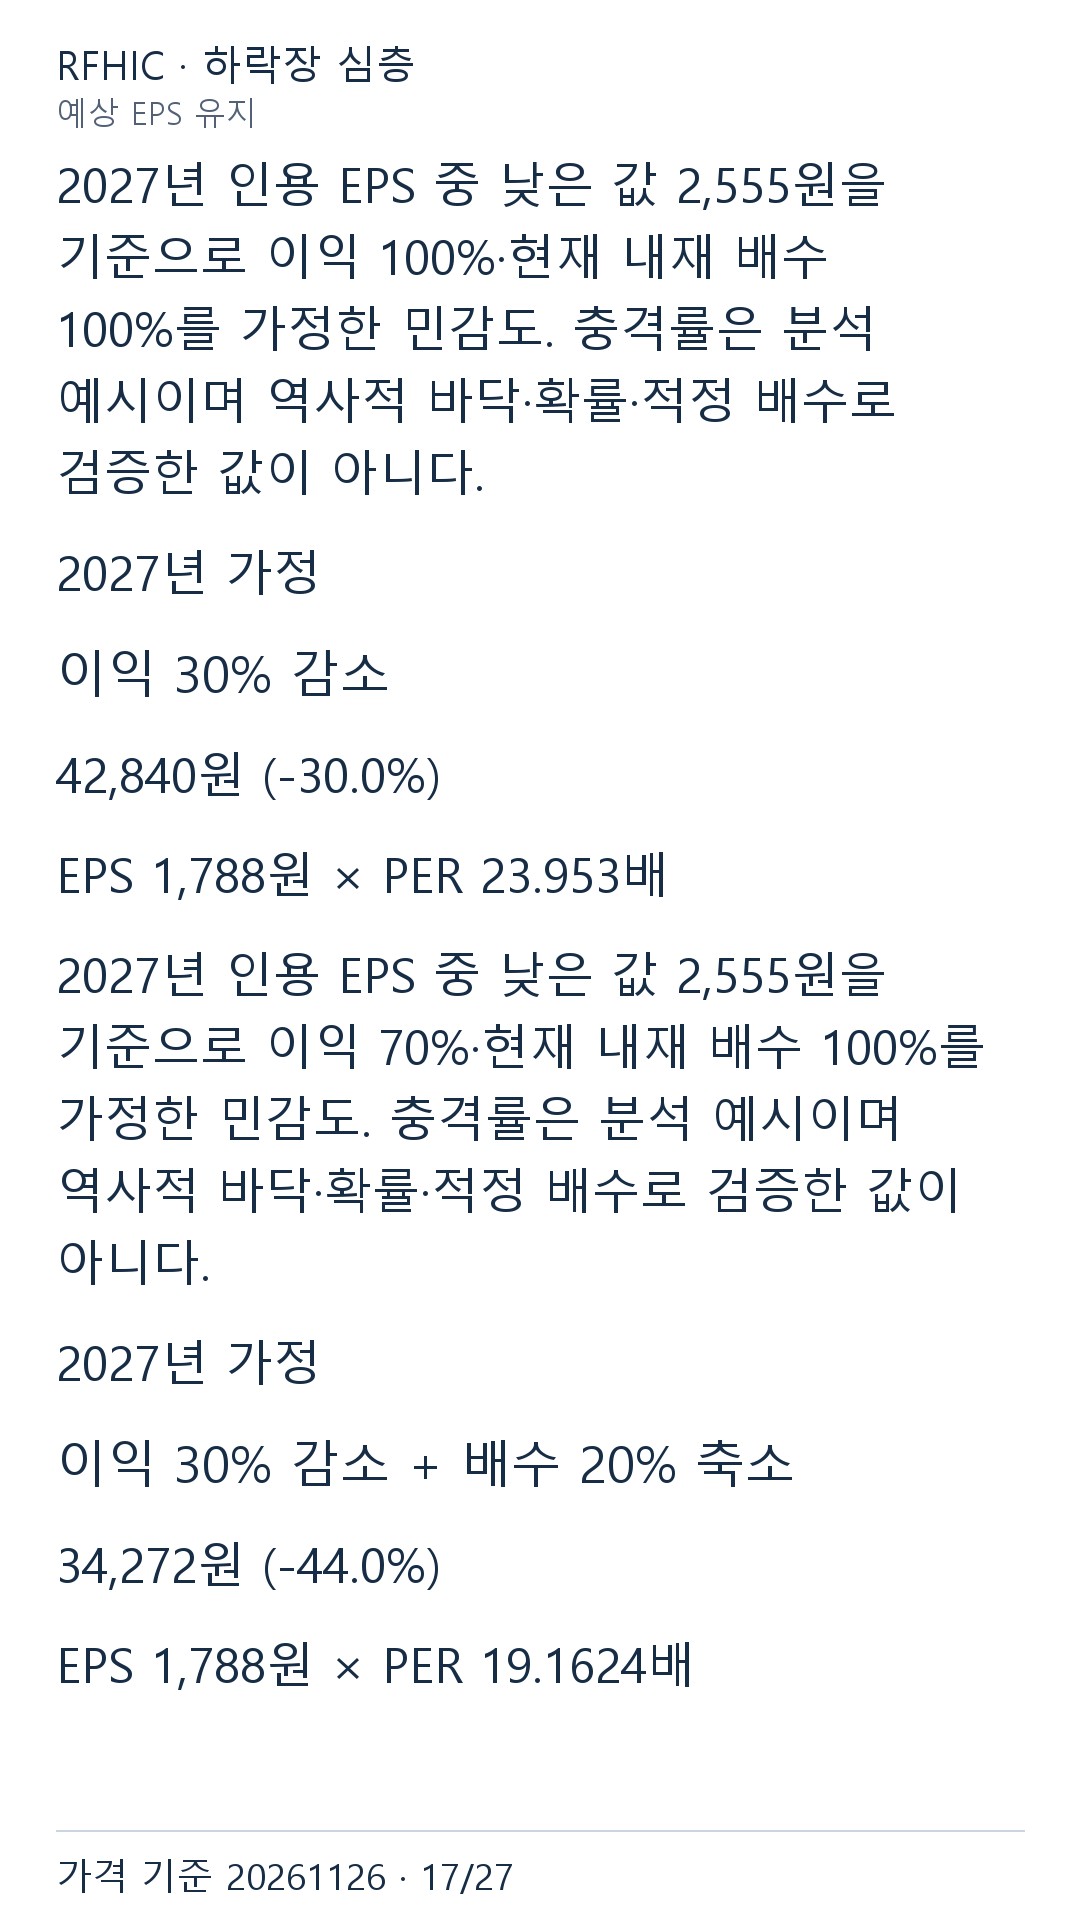 RFHIC · 하락장 심층
예상 EPS 유지
2027년 인용 EPS 중 낮은 값 2,555원을
기준으로 이익 100%·현재 내재 배수
100%를 가정한 민감도. 충격률은 분석
예시이며 역사적 바닥·확률·적정 배수로
검증한 값이 아니다.
2027년 가정
이익 30% 감소
42,840원 (-30.0%)
EPS 1,788원 × PER 23.953배
2027년 인용 EPS 중 낮은 값 2,555원을
기준으로 이익 70%·현재 내재 배수 100%를
가정한 민감도. 충격률은 분석 예시이며
역사적 바닥·확률·적정 배수로 검증한 값이
아니다.
2027년 가정
이익 30% 감소 + 배수 20% 축소
34,272원 (-44.0%)
EPS 1,788원 × PER 19.1624배
가격 기준 20261126 · 17/27